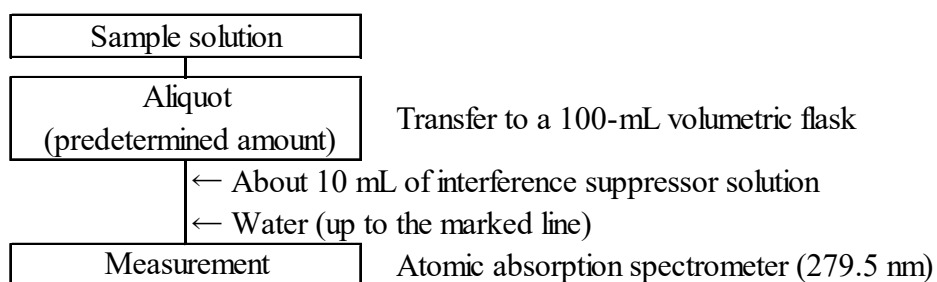 Sample solution
Aliquot
(predetermined amount)
Transfer to a 100-mL volumetric flask
← About 10 mL of interference suppressor solution
← Water (up to the marked line)
Measurement
Atomic absorption spectrometer (279.5 nm)